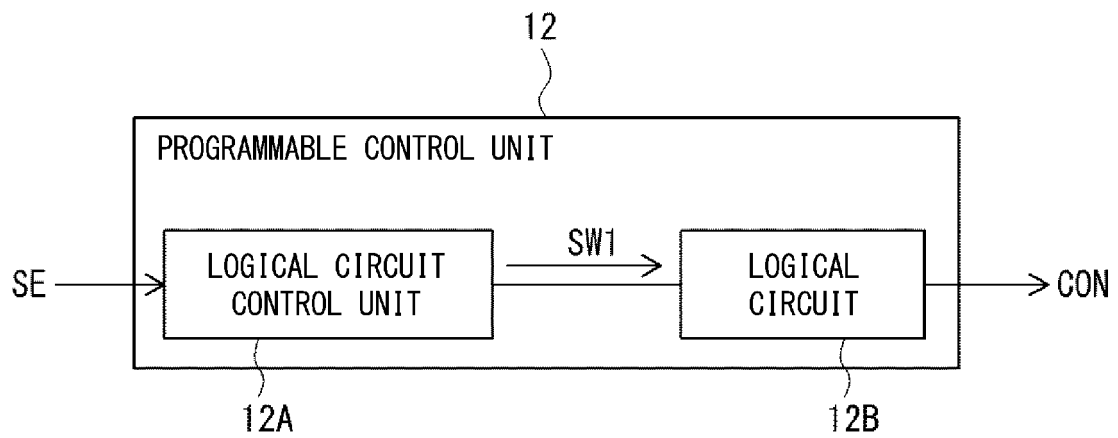 12
PROGRAMMABLE CONTROL UNIT
SE
LOGICAL CIRCUIT
CONTROL UNIT
SW1
LOGICAL
CIRCUIT
CON
12A
12B